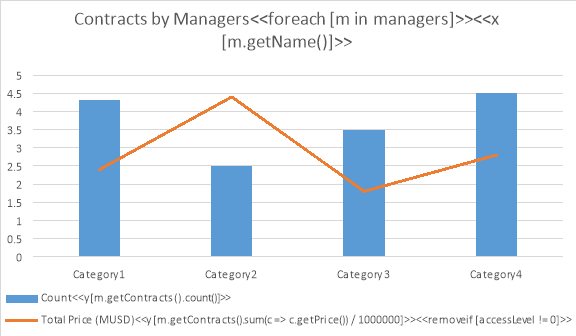 Contracts by Managers<<foreach [m in managers]>><<x
[m.getName()]>>
5
4.5
4
3.5
3
2.5
2
1.5
1
0.5
0
Category1 Category2 Category3 Category4
Count<<y[m.getContracts().count()]>>
Total Price (MUSD)<<y[m.getContracts().sum(c => c.getPrice()) / 1000000]>><<removeif [accessLevel != 0]>>